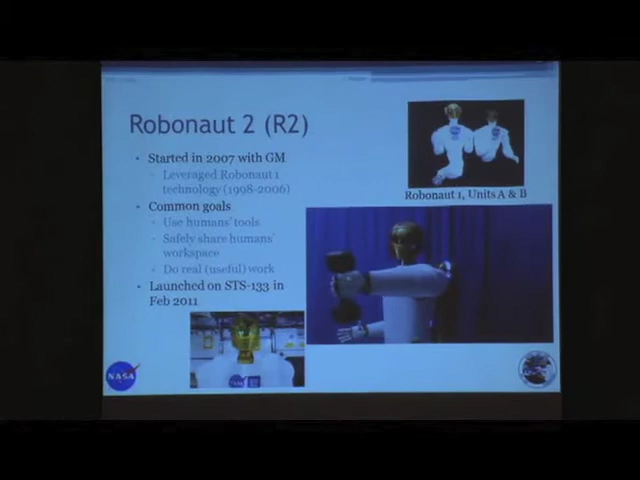 Robonaut 2 (R2)
• Started in 2007 with GM
- Leveraged Robonaut 1
technology (1998-2006)
• Common goals
- Use humans' tools
- Safely share humans'
workspace
- Do real (useful) work
• Launched on STS-133 in
Feb 2011
Robonaut 1, Units A & B
NASA